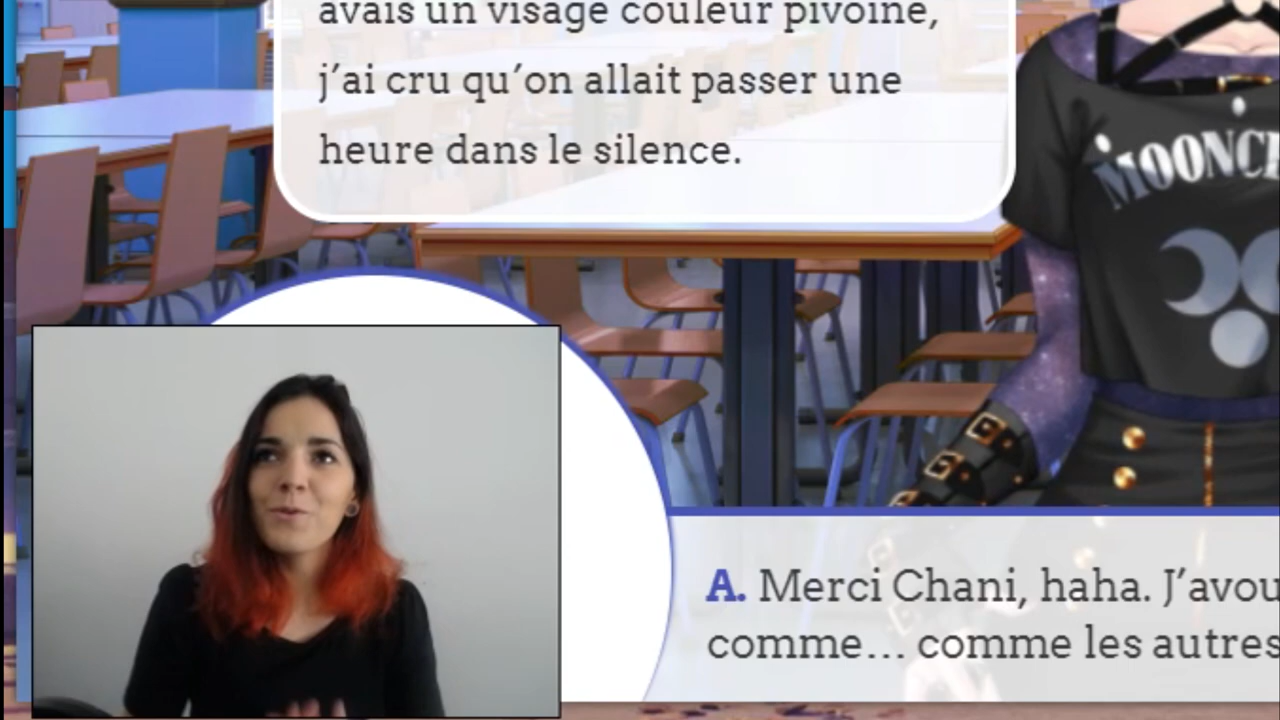 avais un visage couleur pivoine,
j’ai cru qu’on allait passer une
heure dans le silence.
A. Merci Chani, haha. J’avou
comme… comme les autres